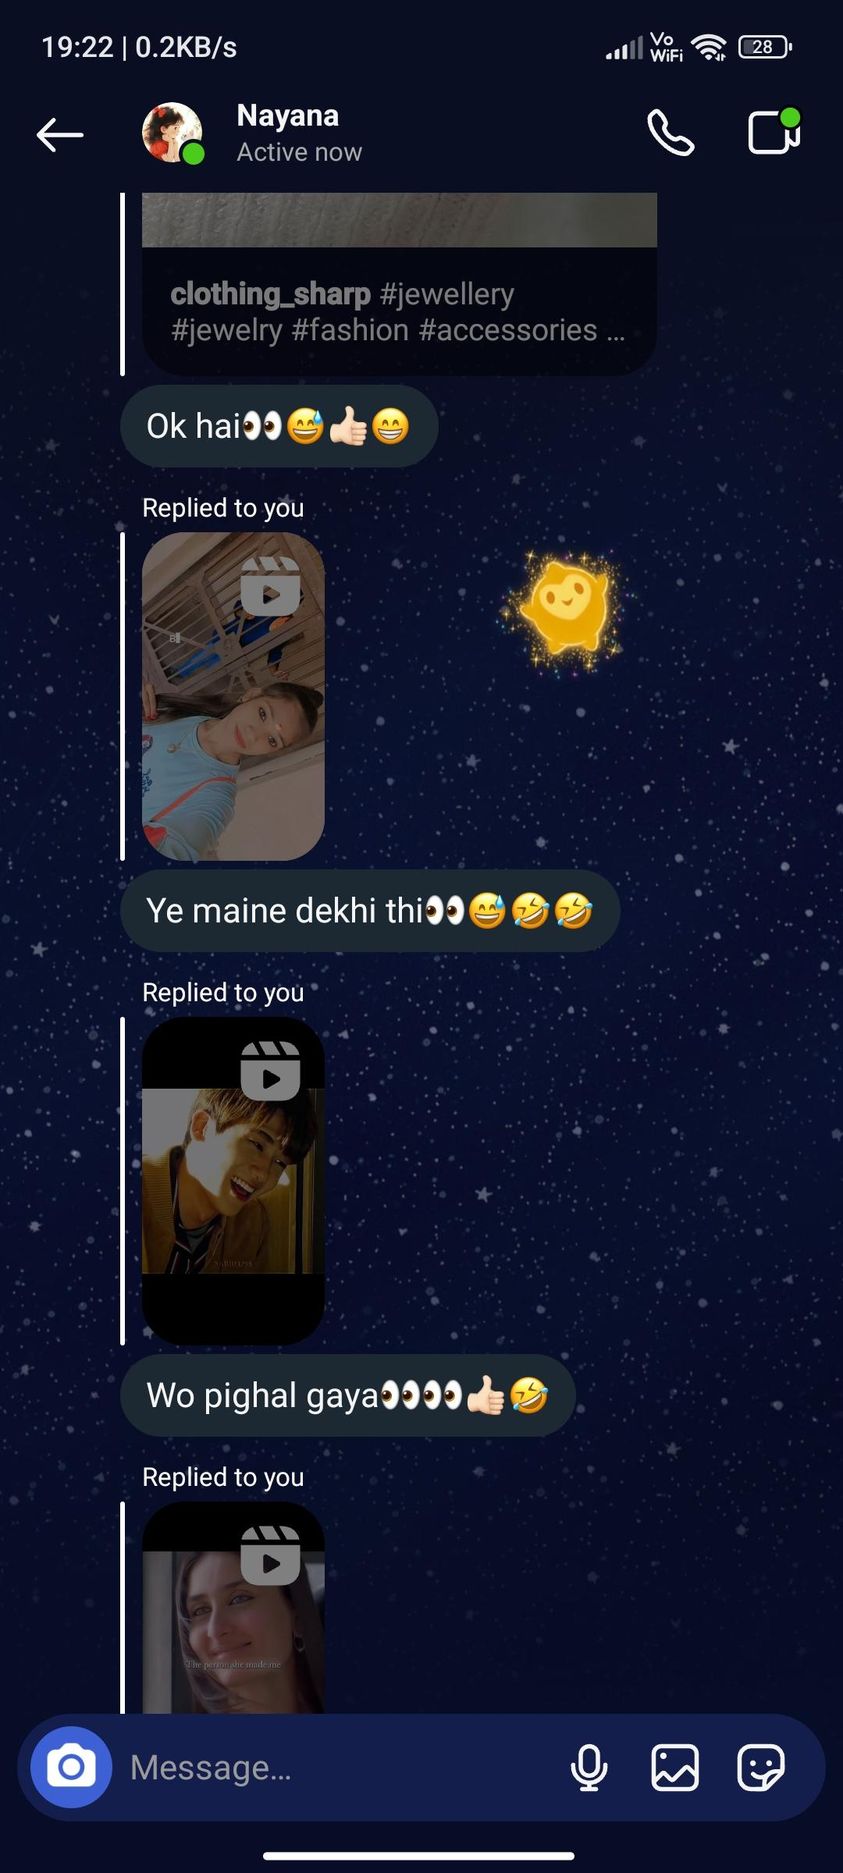 19:22 | 0.2KB/s
Vo
WiFi
28
Nayana
Active now
clothing_sharp #jewellery
#jewelry #fashion #accessories ...
Ok hai👀😅👍🏻😁
Replied to you
Ye maine dekhi thi👀😅🤣🤣
Replied to you
Wo pighal gaya👀👀👍🏻🤣
Replied to you
The person she made me
Message...